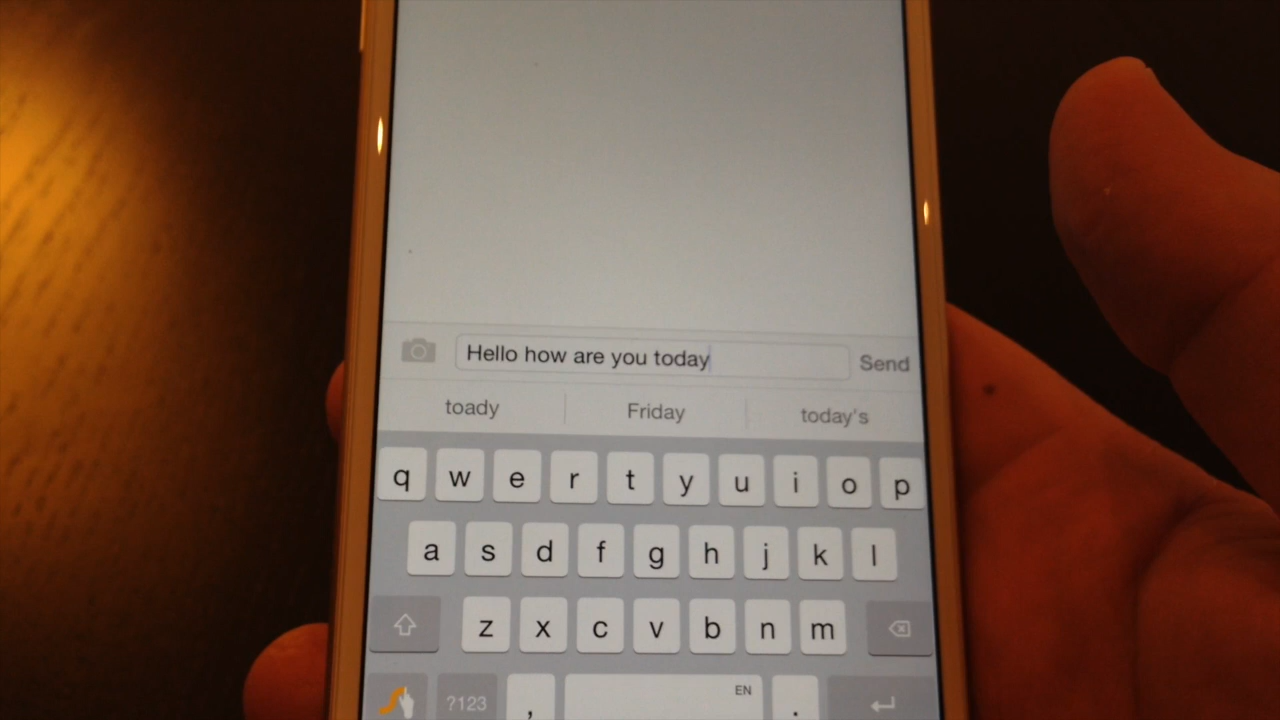 Hello how are you today Send
toady Friday today's
q w e r t y u i o p
a s d f g h j k l
z x c v b n m
?123 , EN .